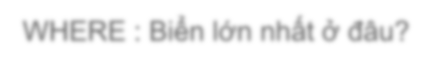 WHERE : Biển lớn nhất ở đâu?